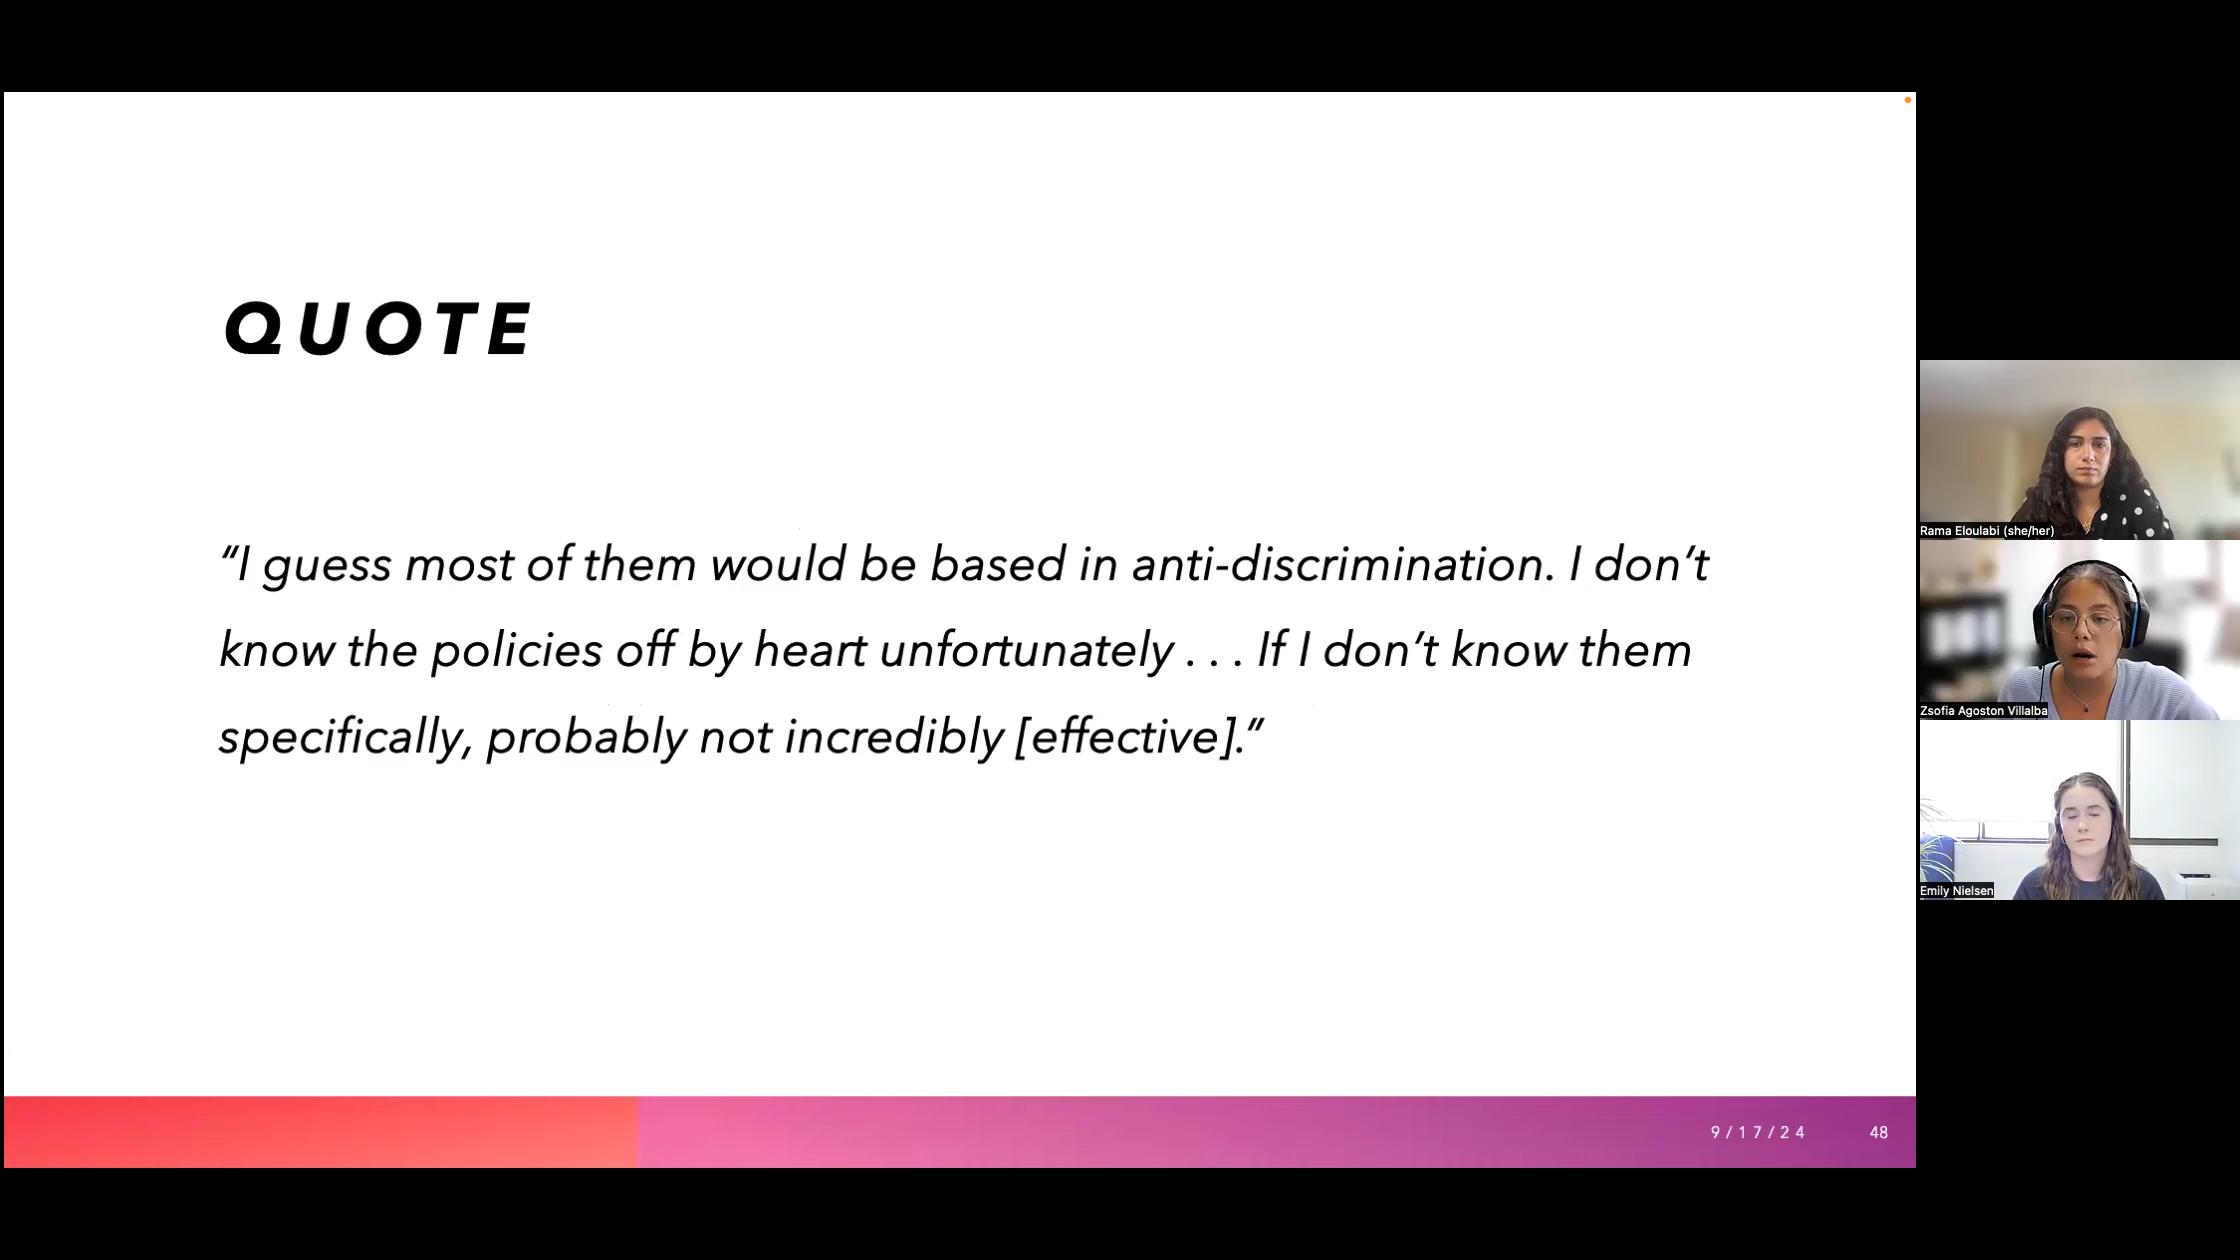 QUOTE
“I guess most of them would be based in anti-discrimination. I don’t
know the policies off by heart unfortunately . . . If I don’t know them
specifically, probably not incredibly [effective].”
9/17/24 48
Rama Eloulabi (she/her)
Zsofia Agoston Villalba
Emily Nielsen